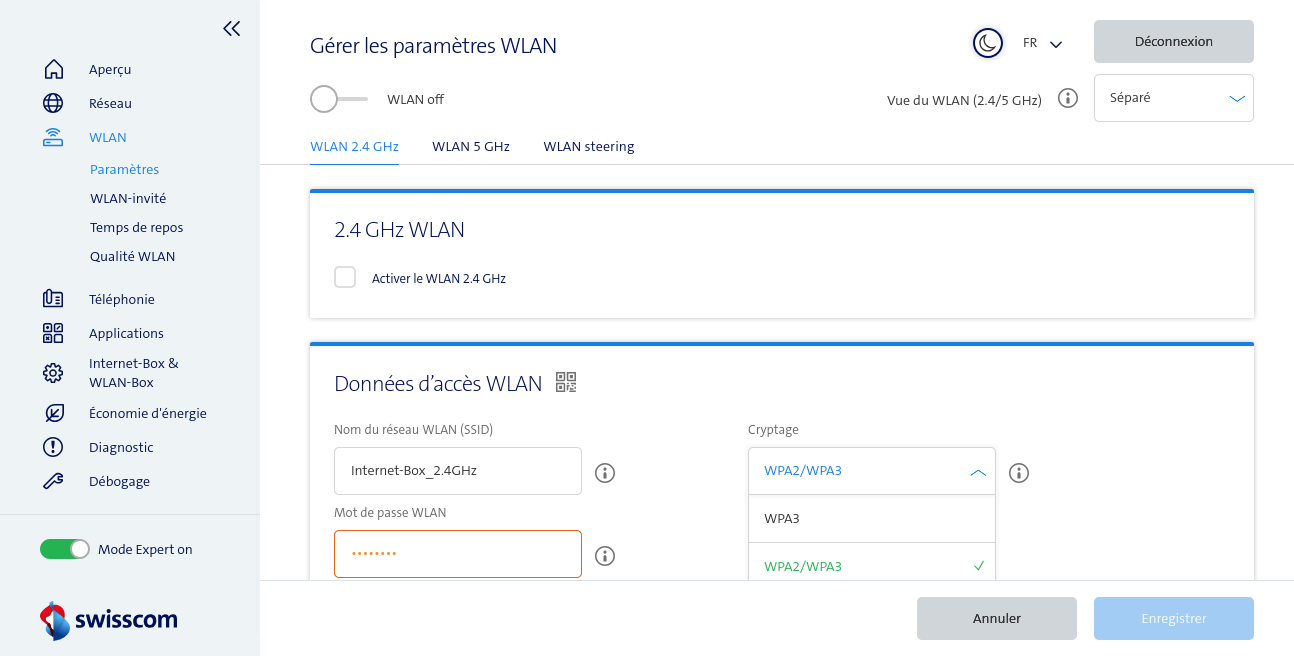 Gérer les paramètres WLAN
FR
Déconnexion
WLAN off
Vue du WLAN (2.4/5 GHz)
Séparé
WLAN 2.4 GHz
WLAN 5 GHz
WLAN steering
Aperçu
Réseau
WLAN
Paramètres
WLAN-invité
Temps de repos
Qualité WLAN
Téléphonie
Applications
Internet-Box &
WLAN-Box
Économie d'énergie
Diagnostic
Débogage
Mode Expert on
swisscom
2.4 GHz WLAN
Activer le WLAN 2.4 GHz
Données d’accès WLAN
Nom du réseau WLAN (SSID)
Internet-Box_2.4GHz
Mot de passe WLAN
••••••••
Cryptage
WPA2/WPA3
WPA3
WPA2/WPA3
Annuler
Enregistrer